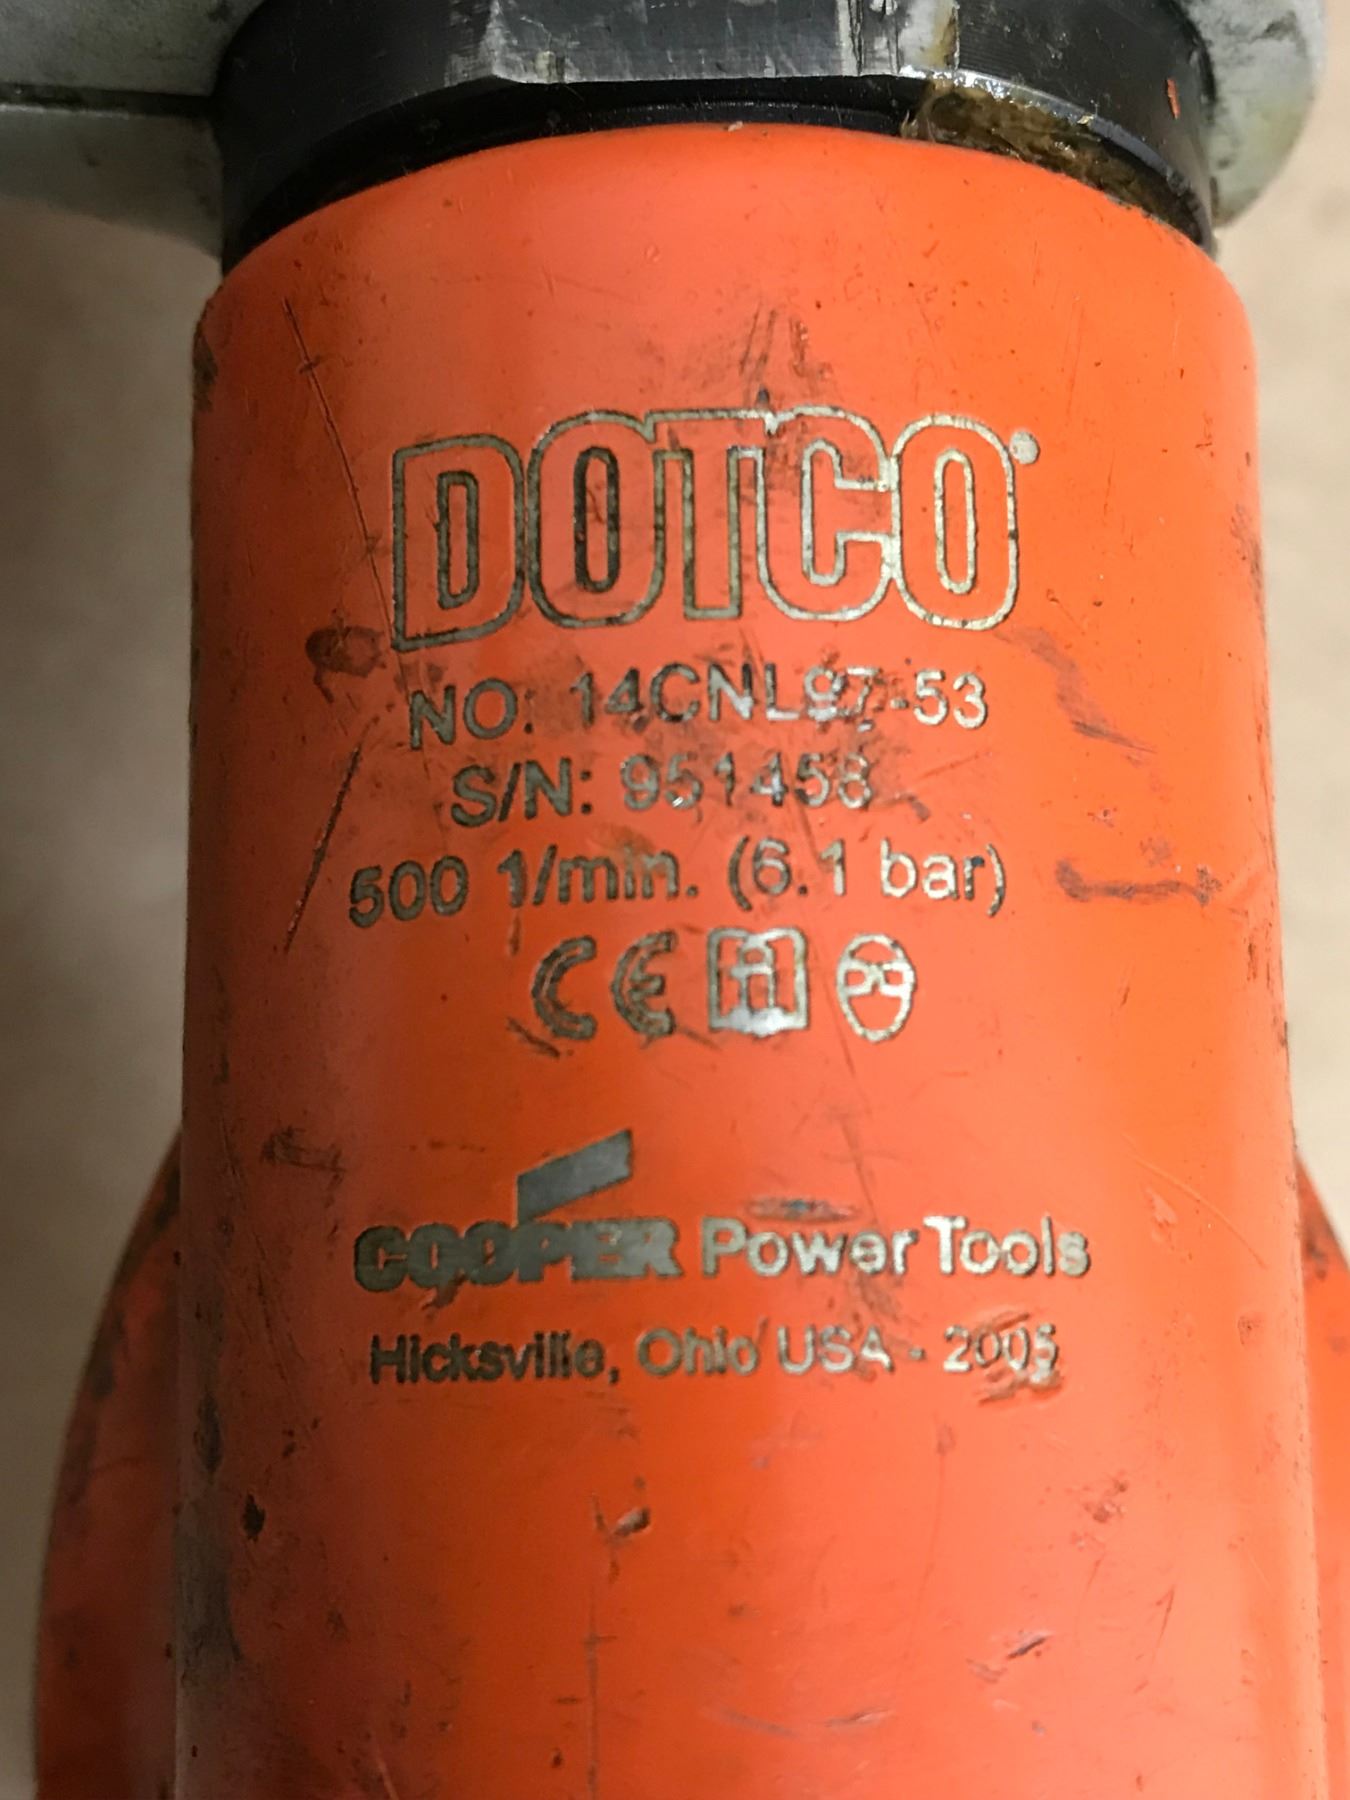 DOTCO
NO: 14CNL97-53
S/N: 951458
500 1/min. (6.1 bar)
CE
COOPER Power Tools
Hicksville, Ohio USA - 2005